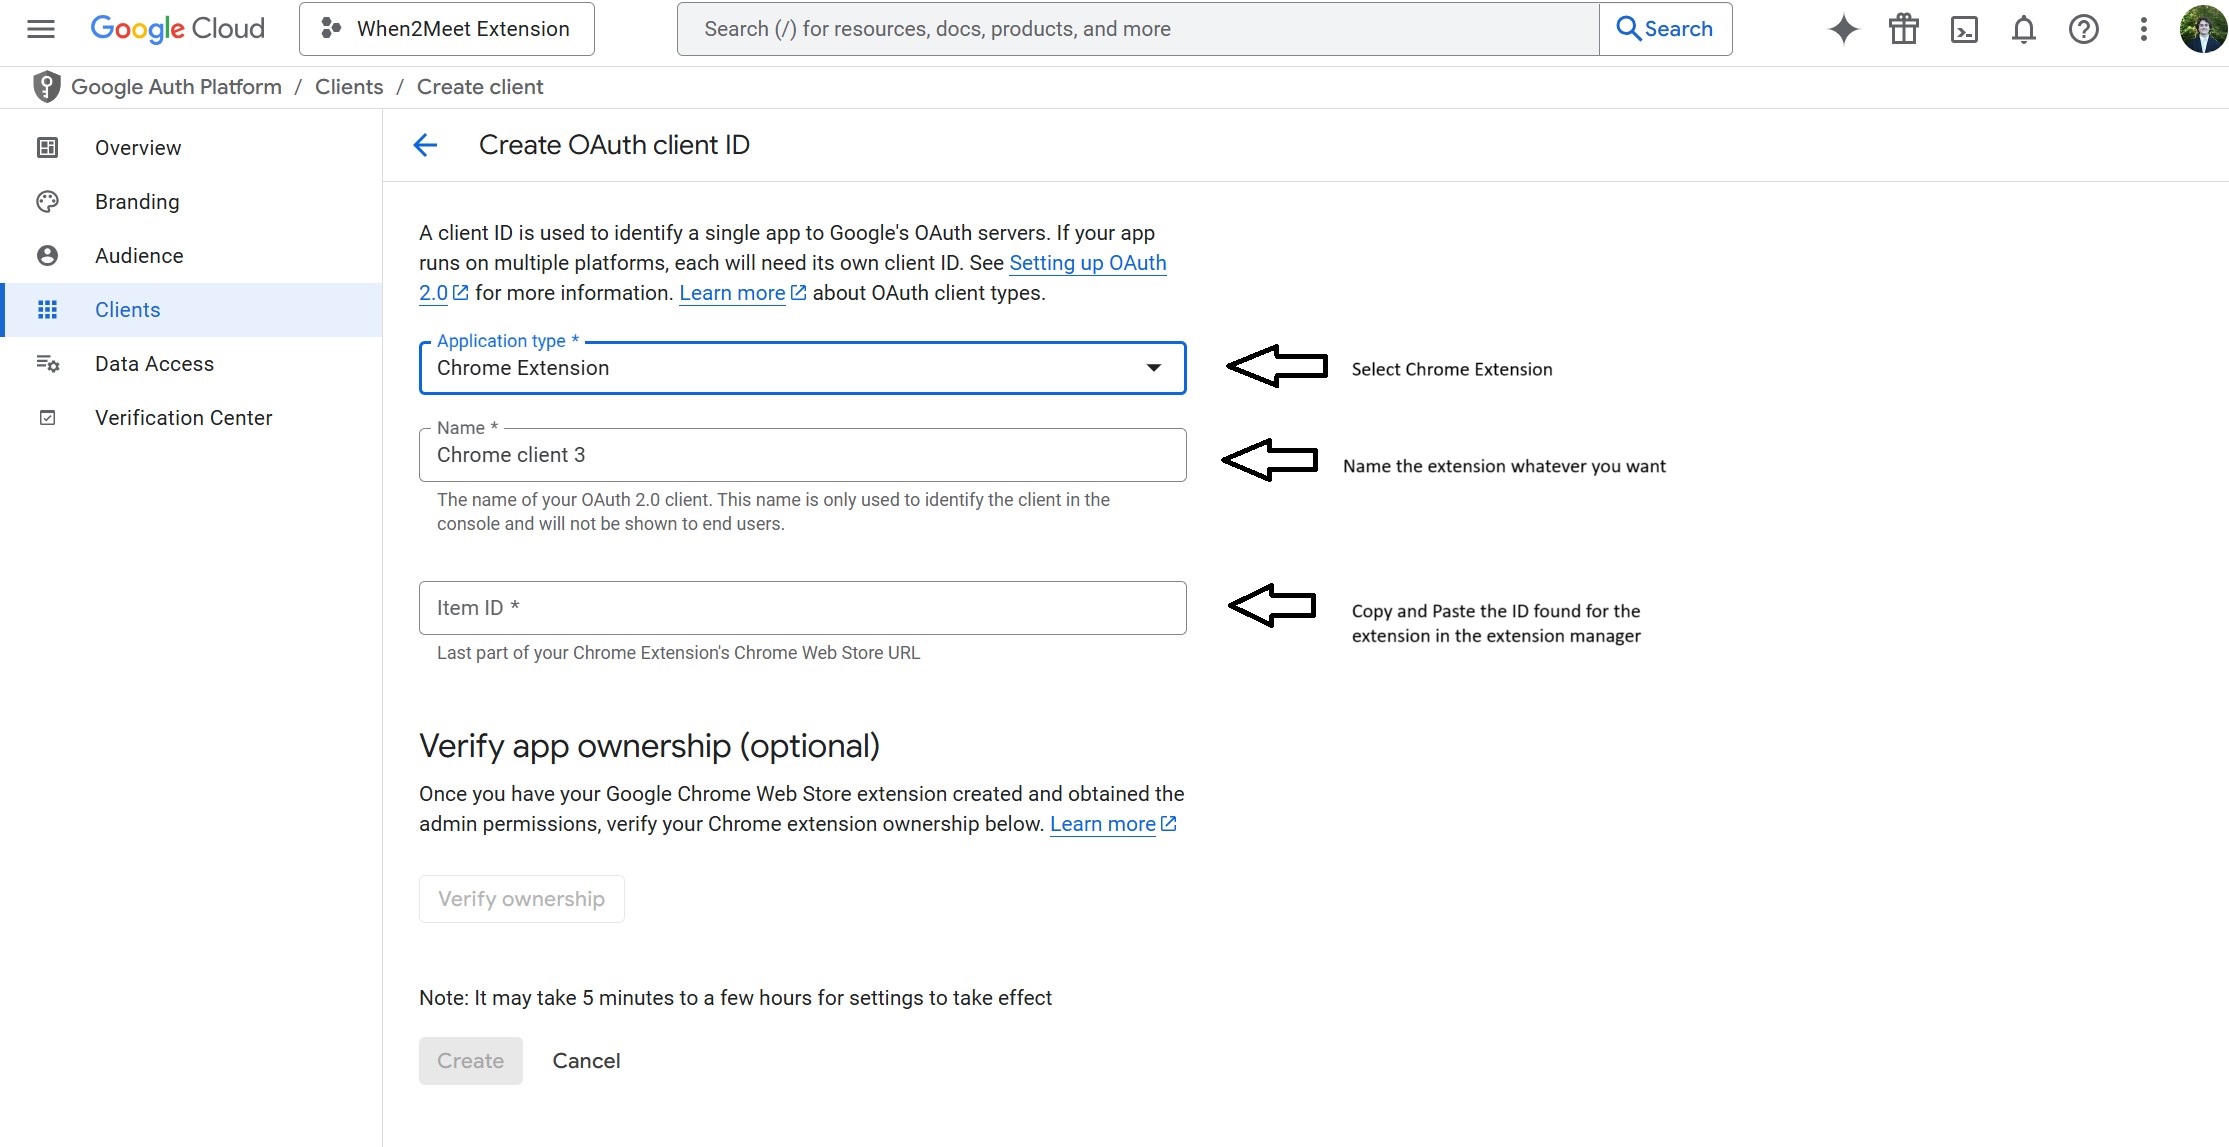 Google Cloud
When2Meet Extension
Search (/) for resources, docs, products, and more
Search
Google Auth Platform / Clients / Create client
Overview
Branding
Audience
Clients
Data Access
Verification Center
Create OAuth client ID
A client ID is used to identify a single app to Google's OAuth servers. If your app
runs on multiple platforms, each will need its own client ID. See Setting up OAuth
2.0 for more information. Learn more about OAuth client types.
Application type *
Chrome Extension
Select Chrome Extension
Name *
Chrome client 3
Name the extension whatever you want
The name of your OAuth 2.0 client. This name is only used to identify the client in the
console and will not be shown to end users.
Item ID *
Copy and Paste the ID found for the
extension in the extension manager
Last part of your Chrome Extension's Chrome Web Store URL
Verify app ownership (optional)
Once you have your Google Chrome Web Store extension created and obtained the
admin permissions, verify your Chrome extension ownership below. Learn more
Verify ownership
Note: It may take 5 minutes to a few hours for settings to take effect
Create
Cancel